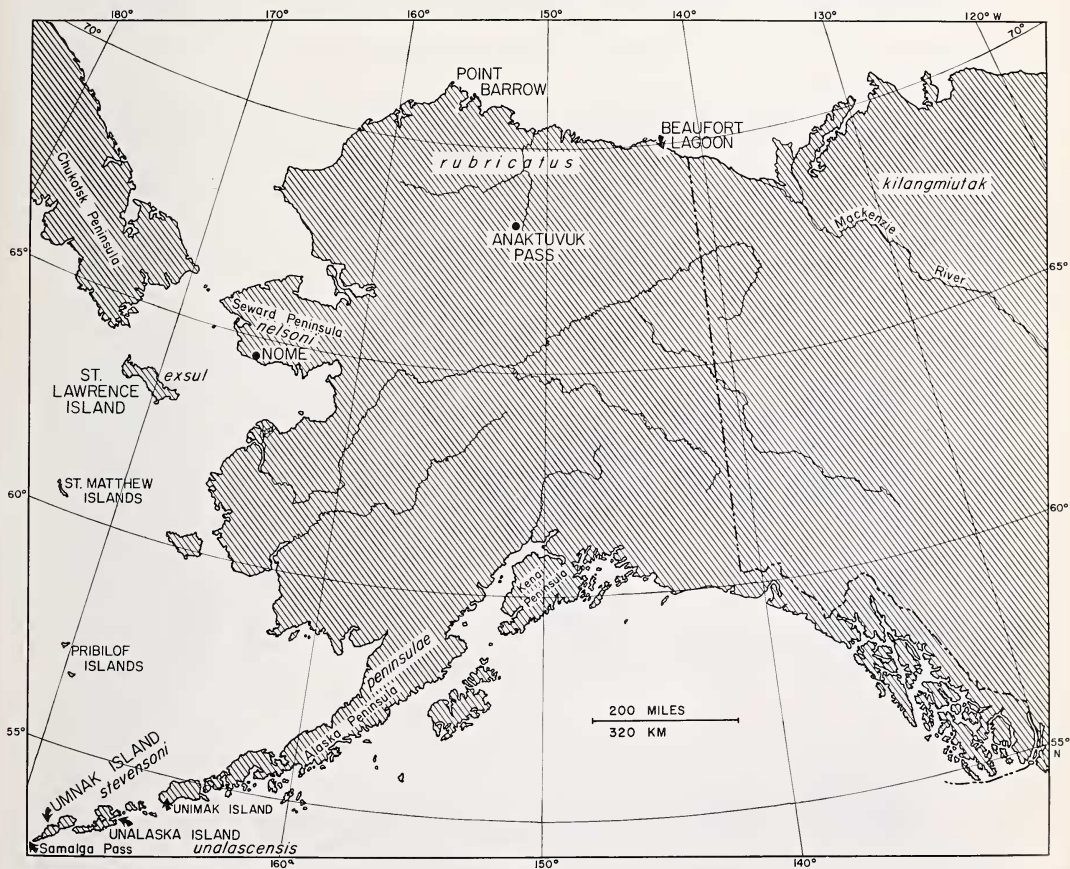 180°
170°
160°
150°
140°
130°
120° W
70°
70°
POINT
BARROW
BEAUFORT
LAGOON
rubricatus
kilangmiutak
Chukotsk Peninsula
Mackenzie
River
ANAKTUVUK
PASS
65°
65°
Seward Peninsula
nelsoni
NOME
exsul
ST.
LAWRENCE
ISLAND
ST. MATTHEW
ISLANDS
60°
60°
Kenai
Peninsula
PRIBILOF
ISLANDS
peninsulae
Alaska Peninsula
200 MILES
320 KM
55°
55°
N
UMNAK ISLAND
stevensoni
UNIMAK ISLAND
UNALASKA ISLAND
unalascensis
Samalga Pass
160°
150°
140°